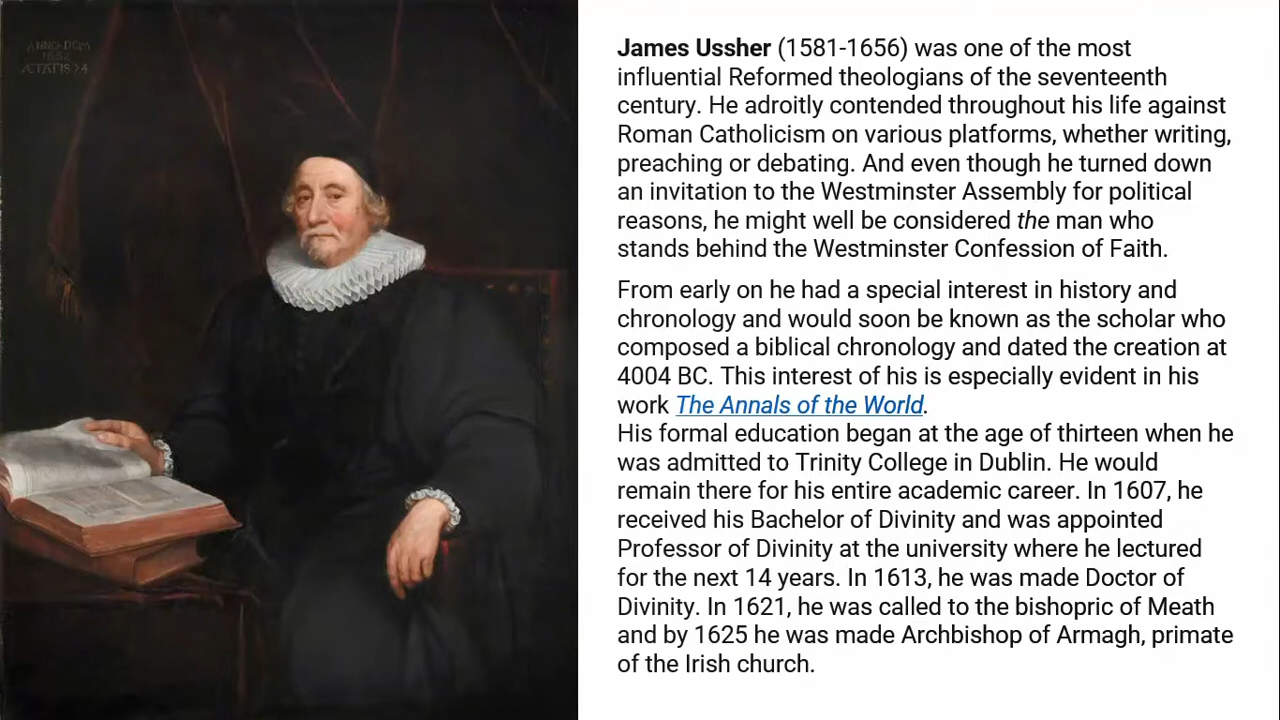 ANNO DOM
ÆTATIS 74
James Ussher (1581-1656) was one of the most
influential Reformed theologians of the seventeenth
century. He adroitly contended throughout his life against
Roman Catholicism on various platforms, whether writing,
preaching or debating. And even though he turned down
an invitation to the Westminster Assembly for political
reasons, he might well be considered the man who
stands behind the Westminster Confession of Faith.
From early on he had a special interest in history and
chronology and would soon be known as the scholar who
composed a biblical chronology and dated the creation at
4004 BC. This interest of his is especially evident in his
work The Annals of the World.
His formal education began at the age of thirteen when he
was admitted to Trinity College in Dublin. He would
remain there for his entire academic career. In 1607, he
received his Bachelor of Divinity and was appointed
Professor of Divinity at the university where he lectured
for the next 14 years. In 1613, he was made Doctor of
Divinity. In 1621, he was called to the bishopric of Meath
and by 1625 he was made Archbishop of Armagh, primate
of the Irish church.